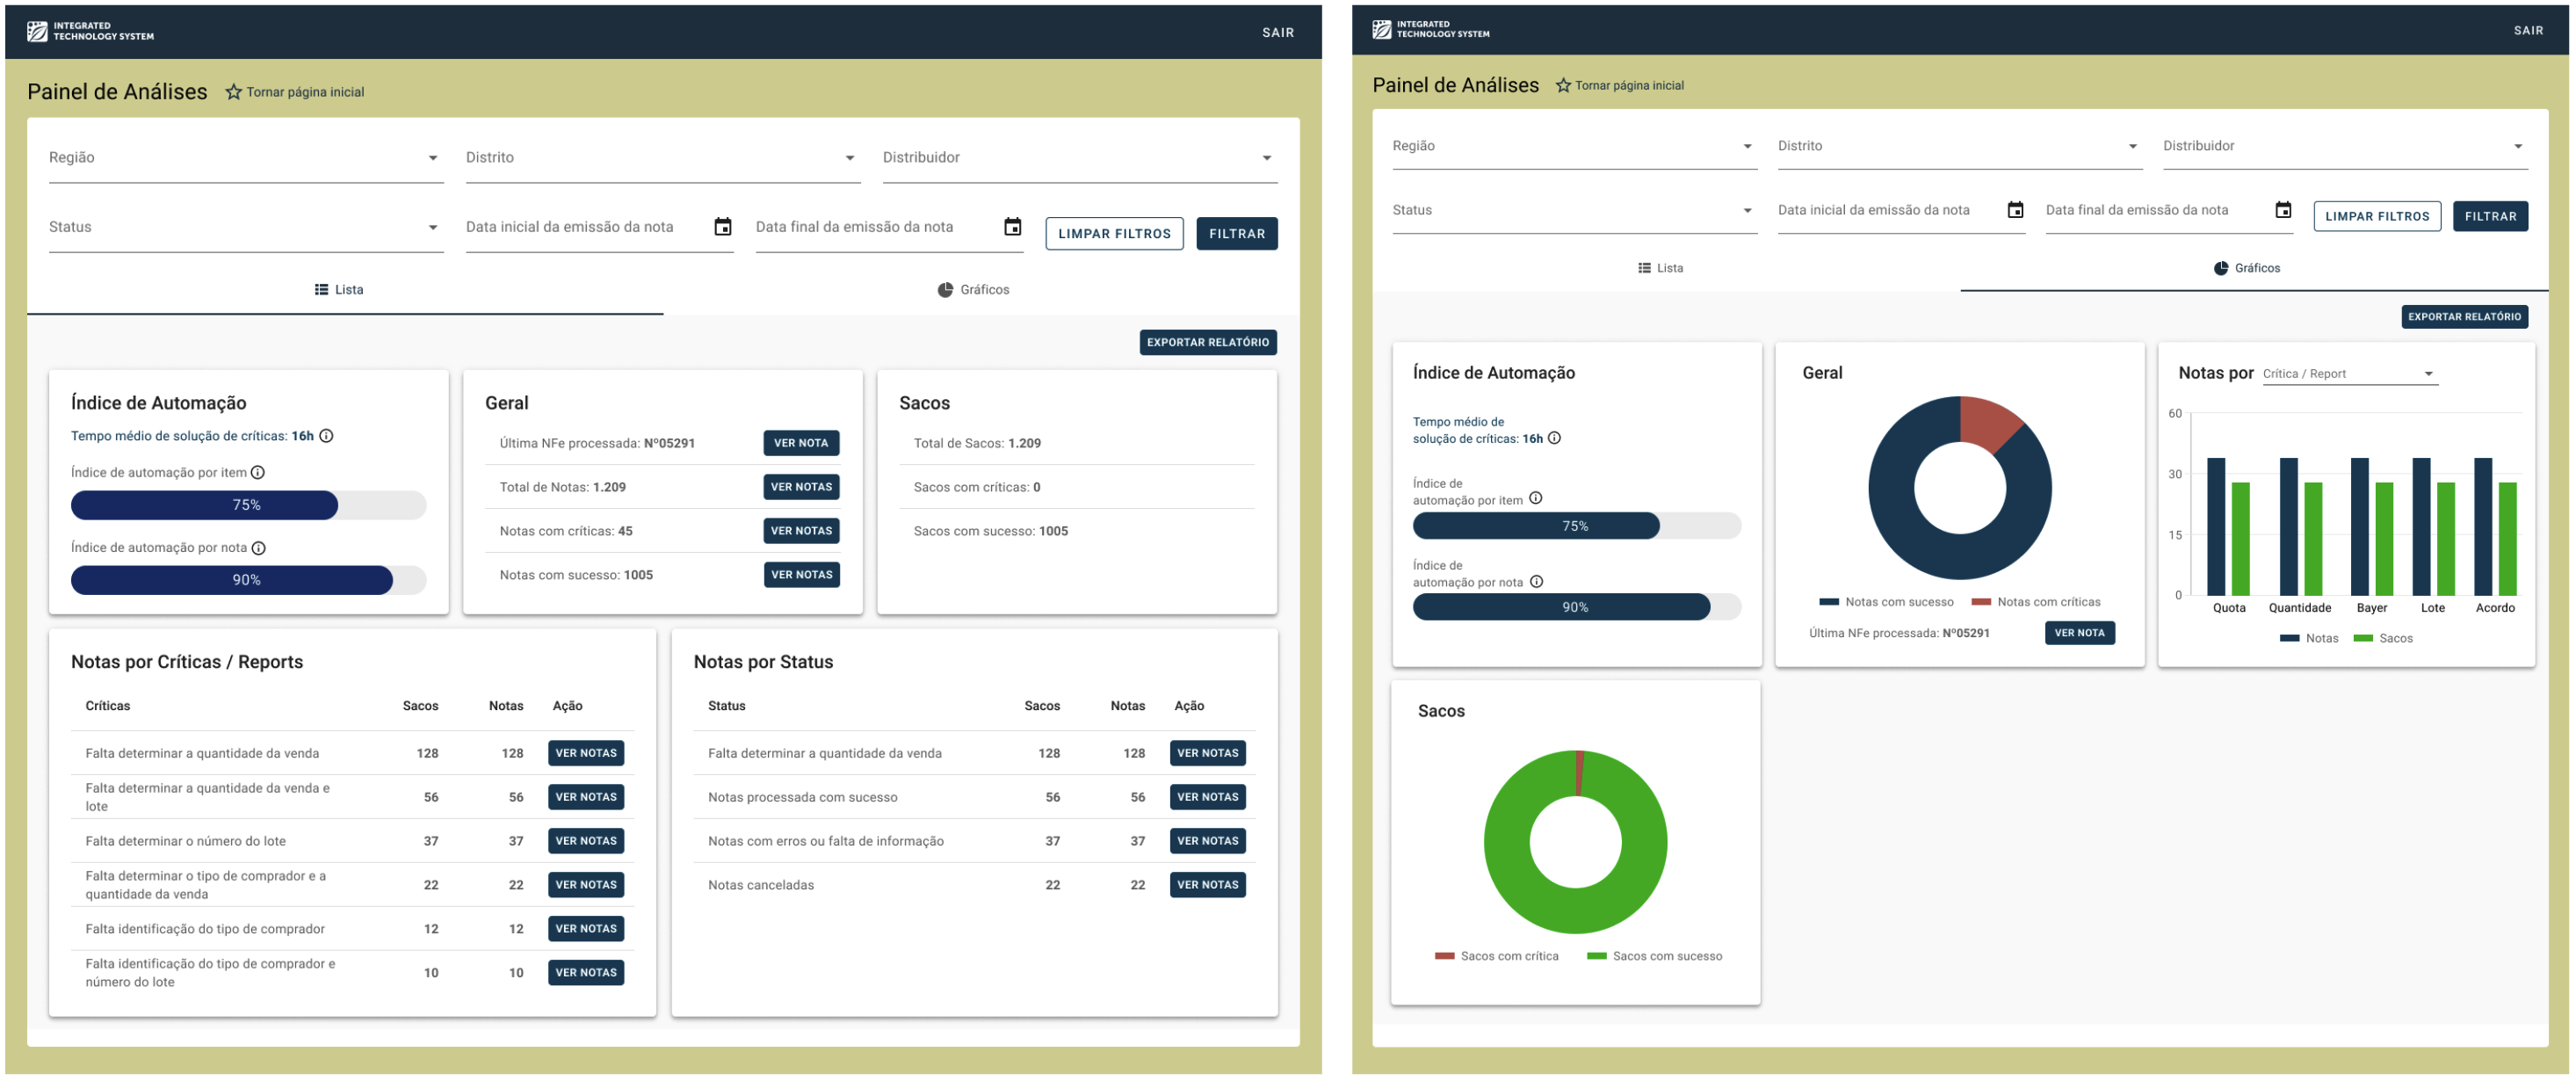 INTEGRATED
TECHNOLOGY SYSTEM
SAIR
Painel de Análises
Tornar página inicial
Região
Distrito
Distribuidor
Status
Data inicial da emissão da nota
Data final da emissão da nota
LIMPAR FILTROS
FILTRAR
Lista
Gráficos
EXPORTAR RELATÓRIO
Índice de Automação
Tempo médio de solução de críticas: 16h
Índice de automação por item
75%
Índice de automação por nota
90%
Geral
Última NFe processada: Nº05291
VER NOTA
Total de Notas: 1.209
VER NOTAS
Notas com críticas: 45
VER NOTAS
Notas com sucesso: 1005
VER NOTAS
Sacos
Total de Sacos: 1.209
Sacos com críticas: 0
Sacos com sucesso: 1005
Notas por Críticas / Reports
Críticas Sacos Notas Ação
Falta determinar a quantidade da venda 128 128 VER NOTAS
Falta determinar a quantidade da venda e
lote
56 56 VER NOTAS
Falta determinar o número do lote 37 37 VER NOTAS
Falta determinar o tipo de comprador e a
quantidade da venda
22 22 VER NOTAS
Falta identificação do tipo de comprador 12 12 VER NOTAS
Falta identificação do tipo de comprador e
número do lote
10 10 VER NOTAS
Notas por Status
Status Sacos Notas Ação
Falta determinar a quantidade da venda 128 128 VER NOTAS
Notas processada com sucesso 56 56 VER NOTAS
Notas com erros ou falta de informação 37 37 VER NOTAS
Notas canceladas 22 22 VER NOTAS
INTEGRATED
TECHNOLOGY SYSTEM
SAIR
Painel de Análises
Tornar página inicial
Região
Distrito
Distribuidor
Status
Data inicial da emissão da nota
Data final da emissão da nota
LIMPAR FILTROS
FILTRAR
Lista
Gráficos
EXPORTAR RELATÓRIO
Índice de Automação
Tempo médio de
solução de críticas: 16h
Índice de
automação por item
75%
Índice de
automação por nota
90%
Geral
Notas com sucesso
Notas com críticas
Última NFe processada: Nº05291
VER NOTA
Notas por Crítica / Report
60
30
15
0
Quota Quantidade Bayer Lote Acordo
Notas Sacos
Sacos
Sacos com crítica
Sacos com sucesso